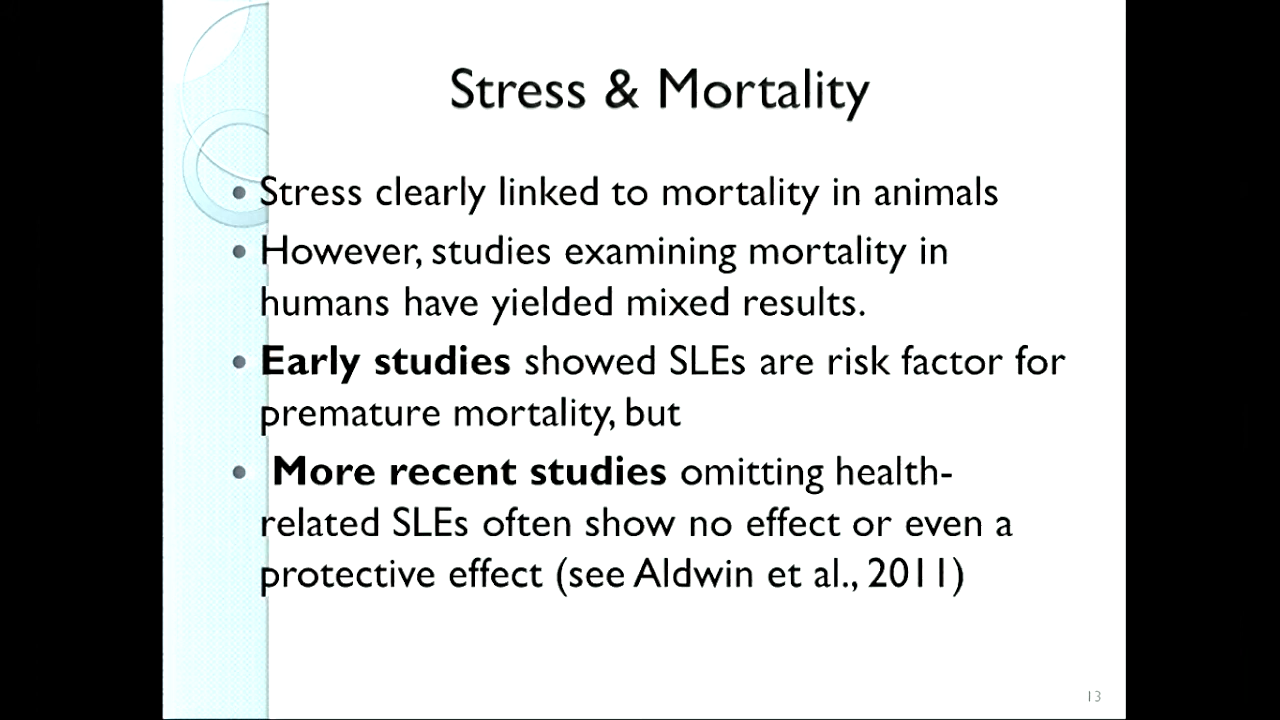 Stress & Mortality
• Stress clearly linked to mortality in animals
• However, studies examining mortality in
humans have yielded mixed results.
• Early studies showed SLEs are risk factor for
premature mortality, but
• More recent studies omitting health-
related SLEs often show no effect or even a
protective effect (see Aldwin et al., 2011)
13